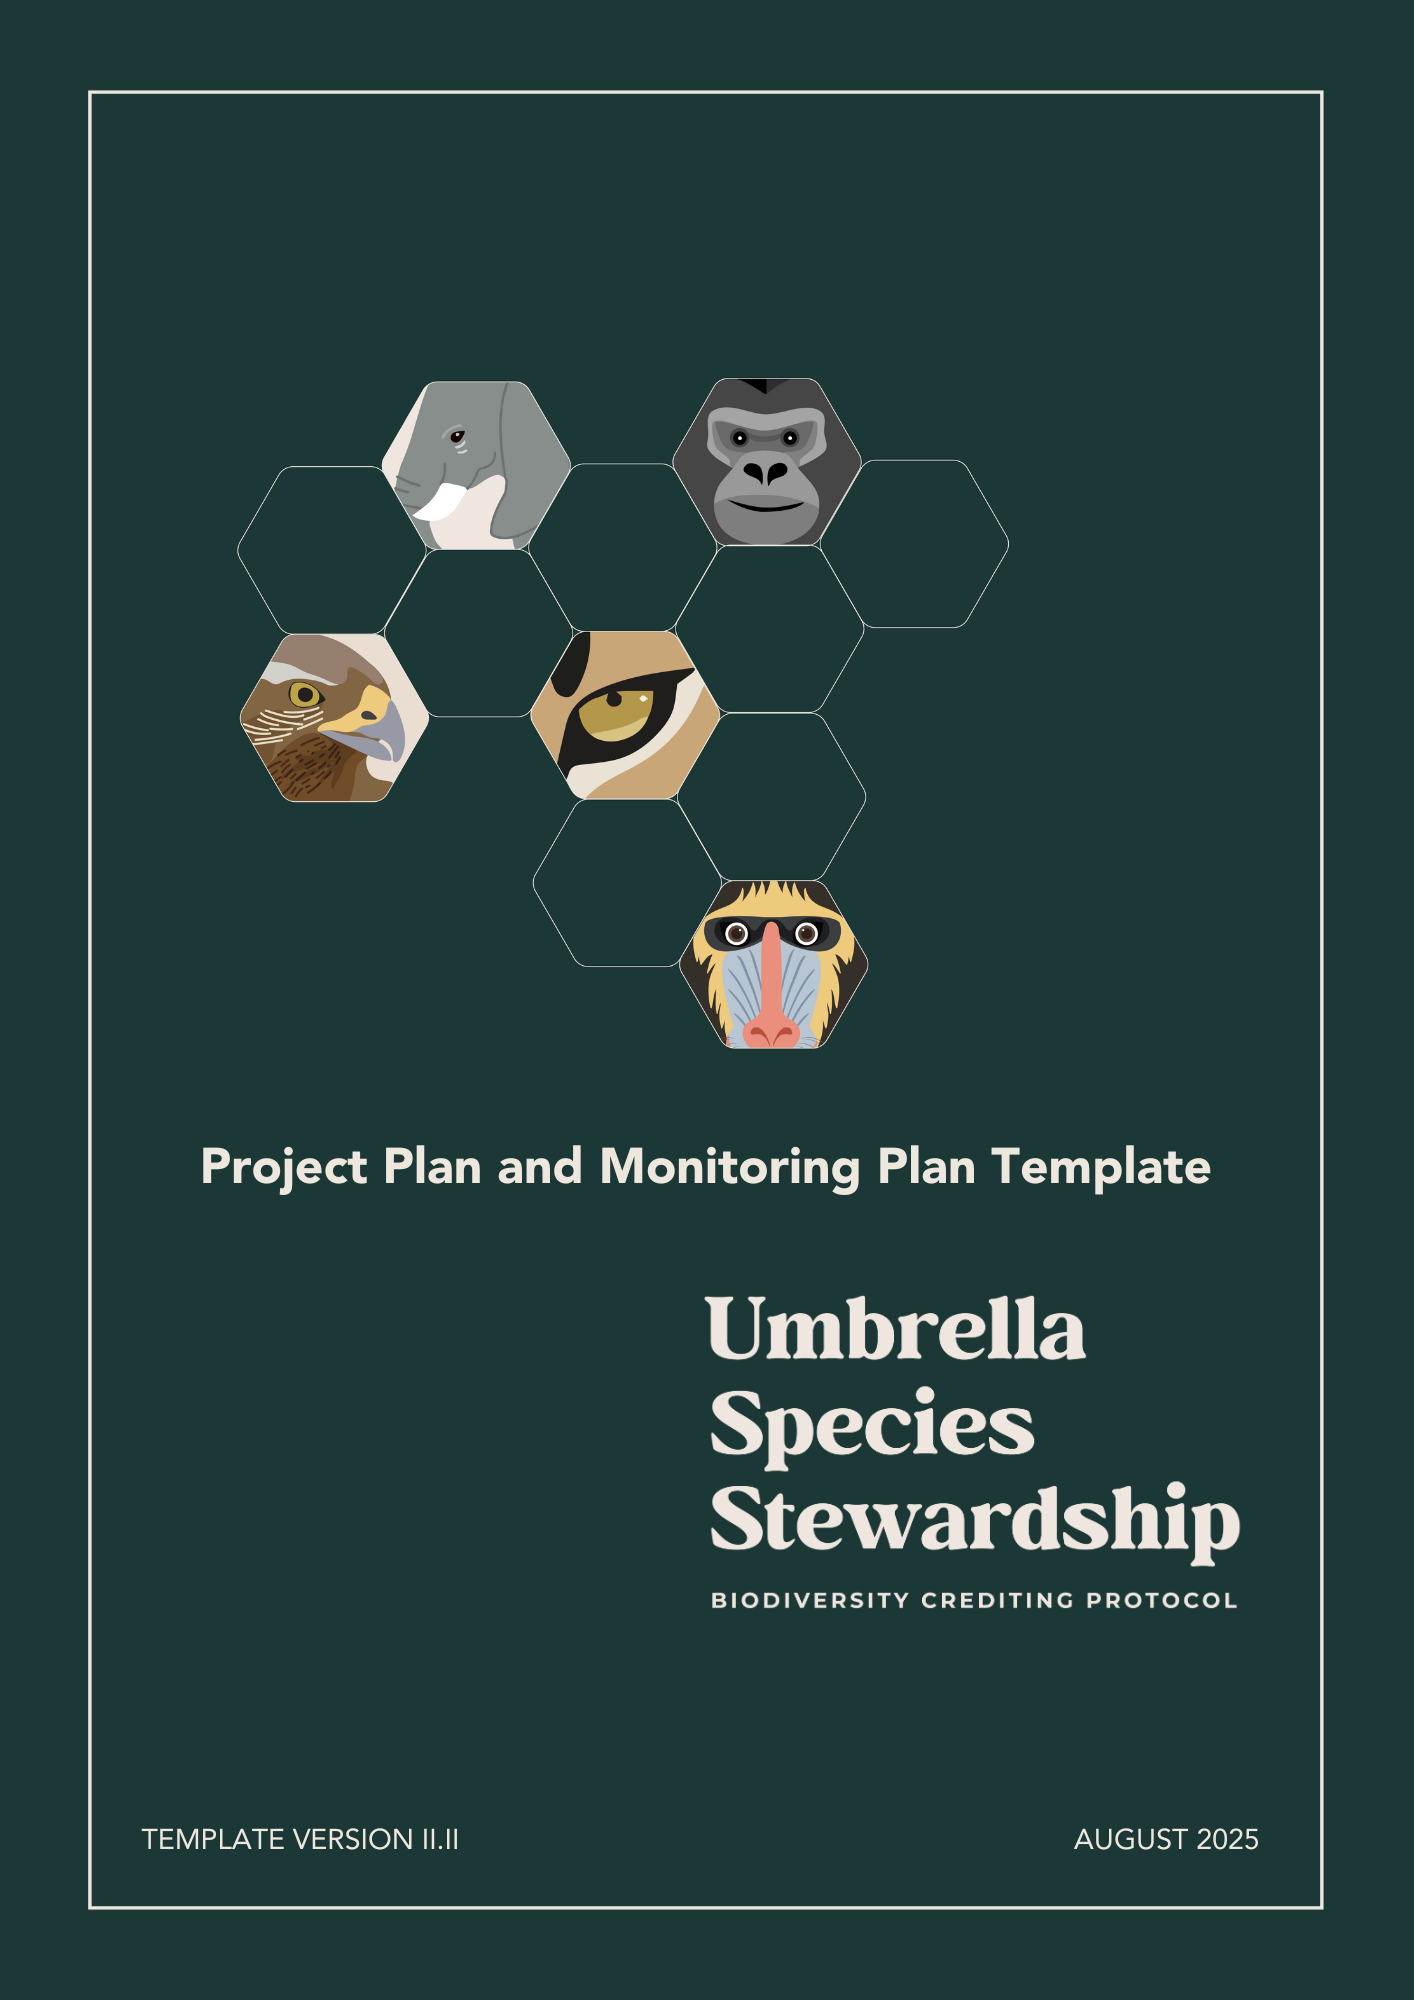 Project Plan and Monitoring Plan Template
Umbrella
Species
Stewardship
BIODIVERSITY CREDITING PROTOCOL
TEMPLATE VERSION II.II
AUGUST 2025